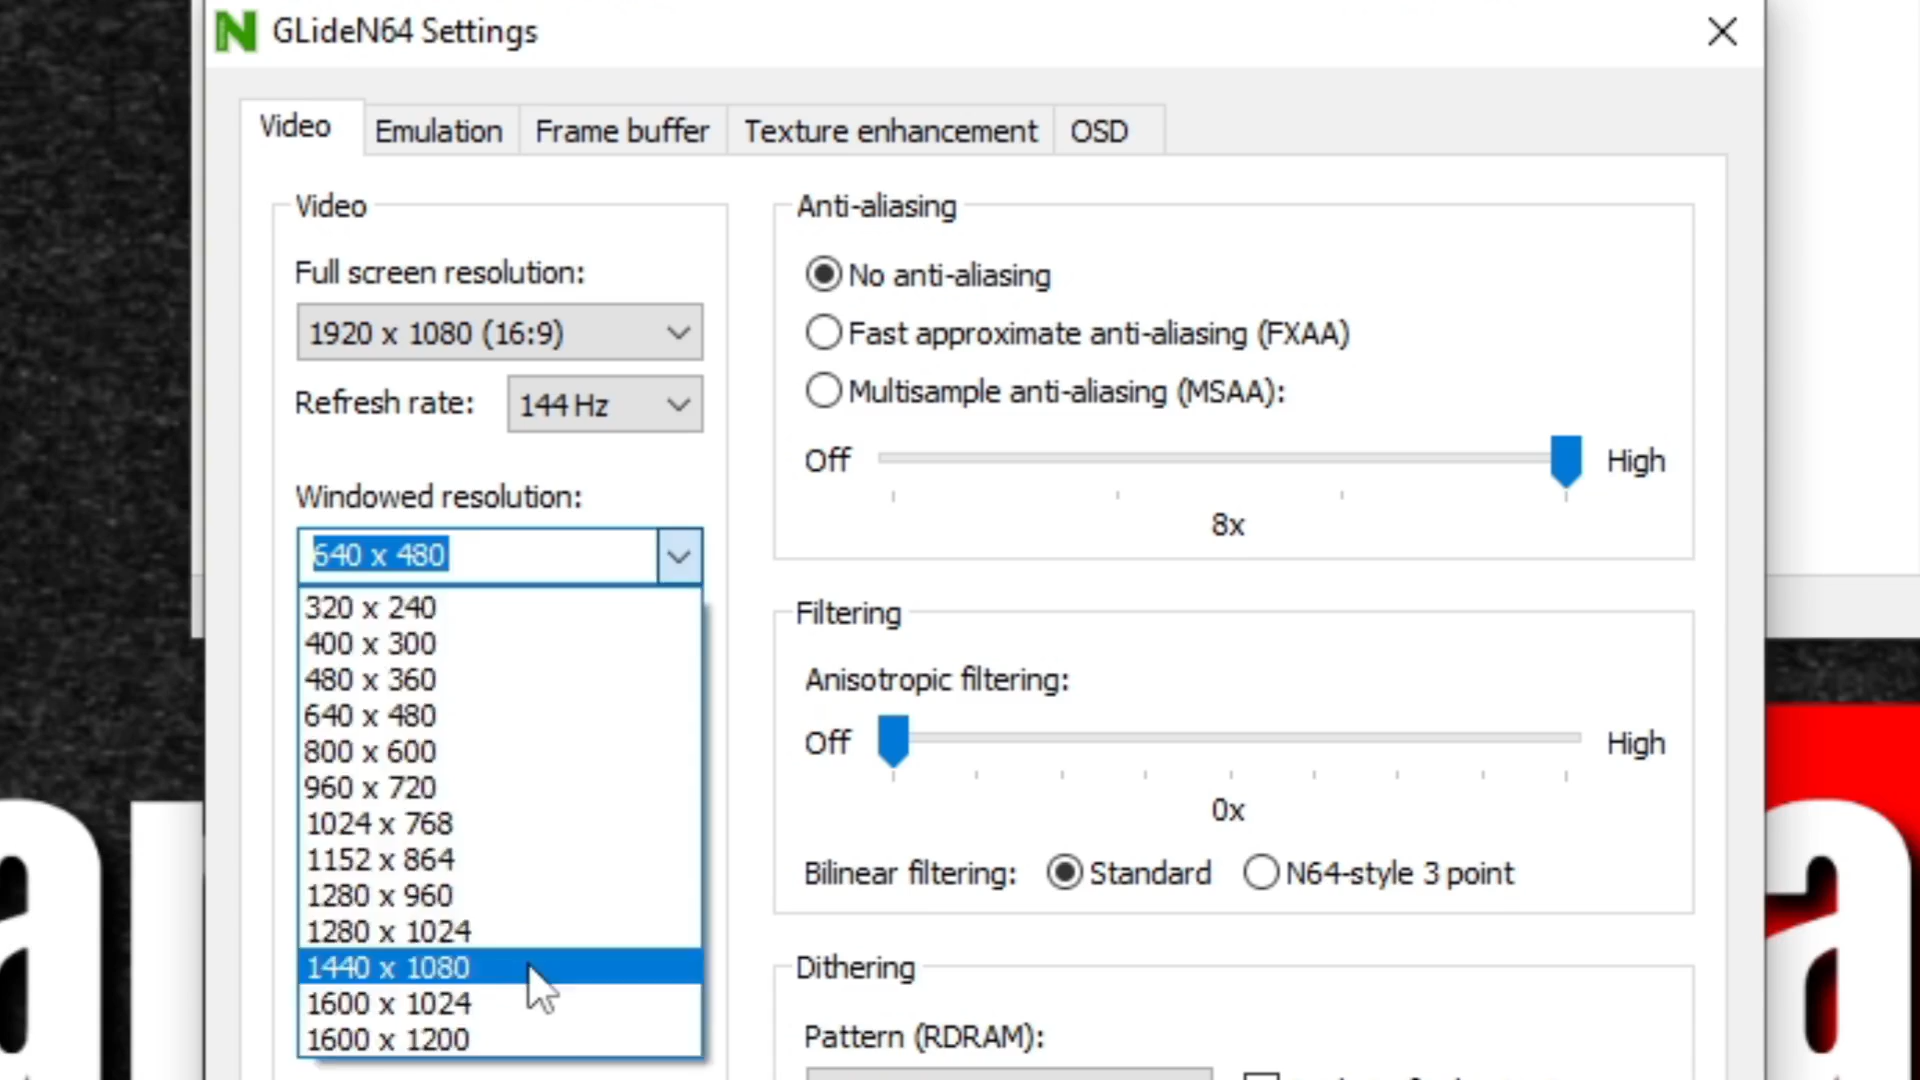 GLideN64 Settings
Video
Emulation
Frame buffer
Texture enhancement
OSD
Video
Full screen resolution:
1920 x 1080 (16:9)
Refresh rate:
144 Hz
Windowed resolution:
640 x 480
320 x 240
400 x 300
480 x 360
640 x 480
800 x 600
960 x 720
1024 x 768
1152 x 864
1280 x 960
1280 x 1024
1440 x 1080
1600 x 1024
1600 x 1200
Anti-aliasing
No anti-aliasing
Fast approximate anti-aliasing (FXAA)
Multisample anti-aliasing (MSAA):
Off
High
8x
Filtering
Anisotropic filtering:
Off
High
0x
Bilinear filtering:
Standard
N64-style 3 point
Dithering
Pattern (RDRAM):